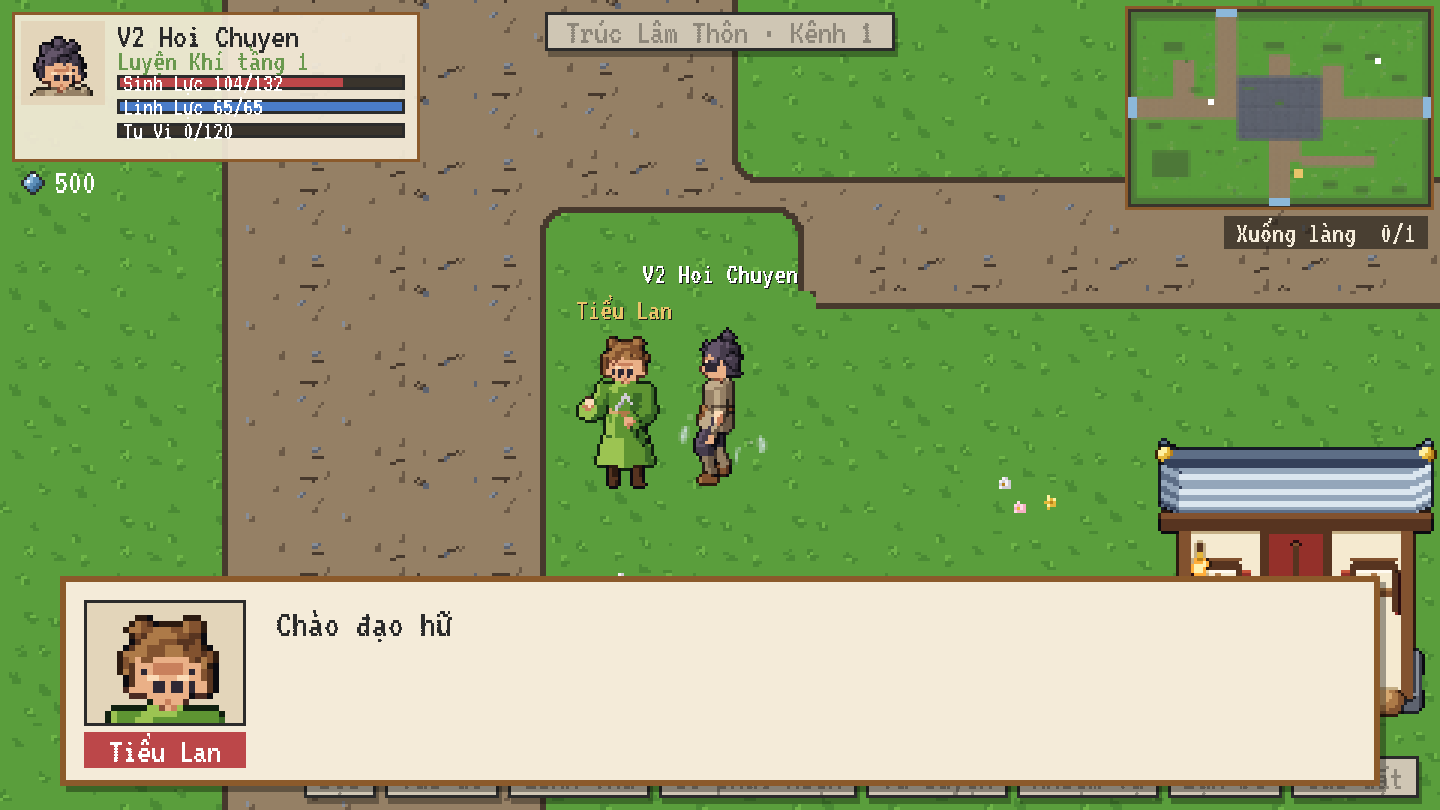 V2 Hoi Chuyen
Luyện Khí tầng 1
Sinh Lực 104/132
Linh Lực 65/65
Tu Vi 0/120
500
Trúc Lâm Thôn · Kênh 1
Xuống làng 0/1
V2 Hoi Chuyen
Tiểu Lan
Chào đạo hữ
Tiểu Lan